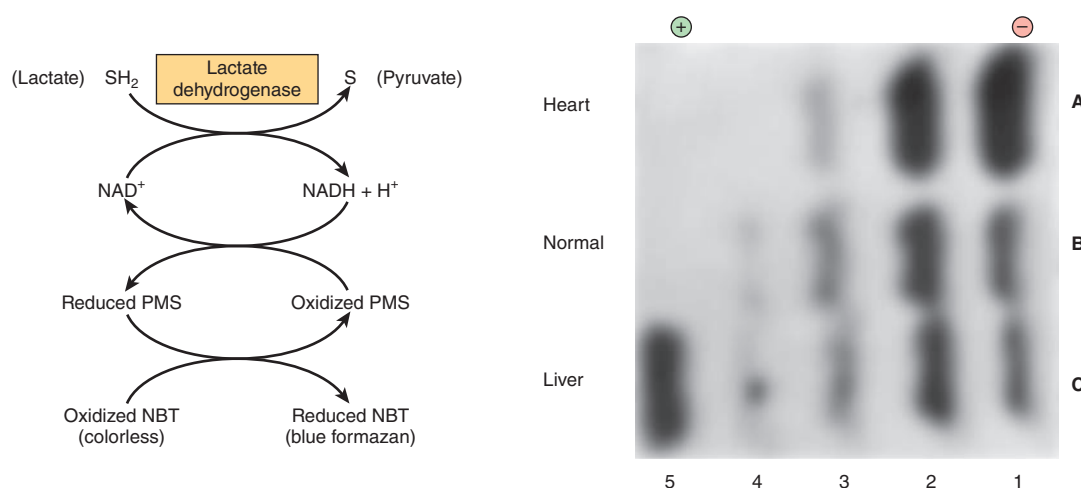 (Lactate) SH₂ Lactate dehydrogenase S (Pyruvate)
NAD⁺ NADH + H⁺
Reduced PMS Oxidized PMS
Oxidized NBT Reduced NBT
(colorless) (blue formazan)
+ −
Heart A
Normal B
Liver C
5 4 3 2 1